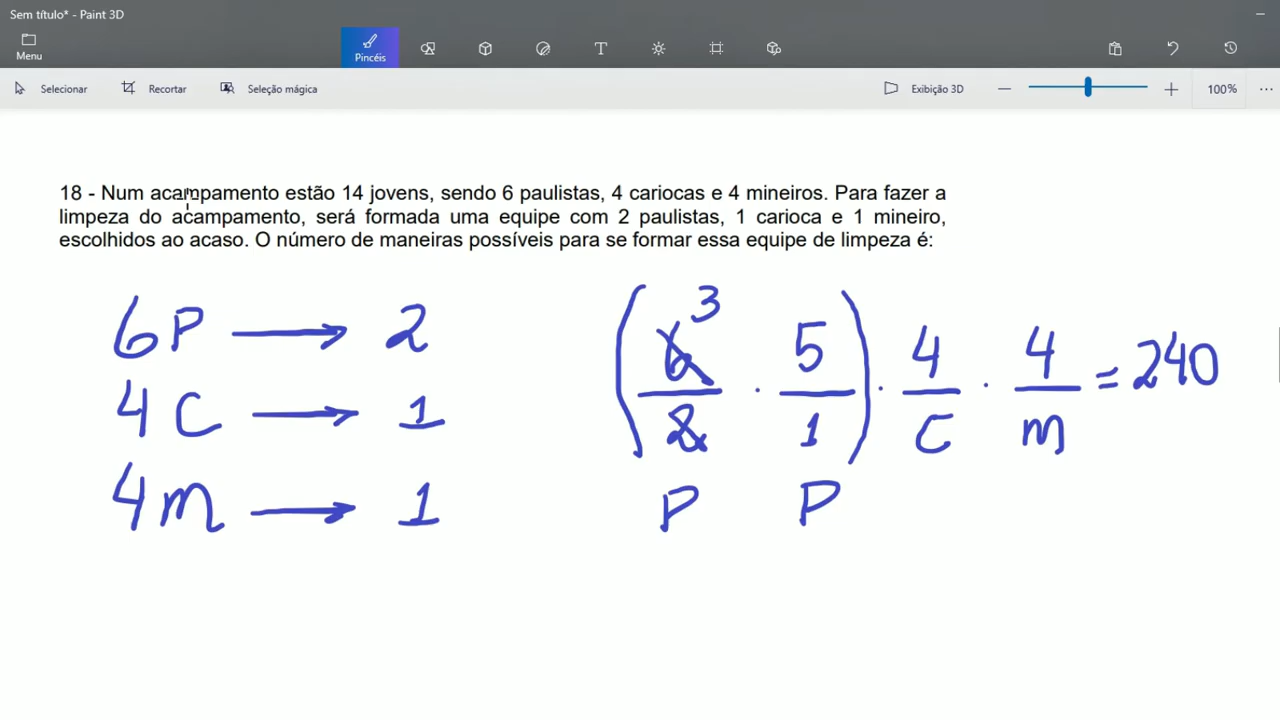 Sem título* - Paint 3D
Menu
Pincéis
Selecionar Recortar Seleção mágica Exibição 3D 100%
18 - Num acampamento estão 14 jovens, sendo 6 paulistas, 4 cariocas e 4 mineiros. Para fazer a
limpeza do acampamento, será formada uma equipe com 2 paulistas, 1 carioca e 1 mineiro,
escolhidos ao acaso. O número de maneiras possíveis para se formar essa equipe de limpeza é:
6P → 2
4C → 1
4m → 1
3
(6/2 · 5/1) · 4/C · 4/m = 240
P P